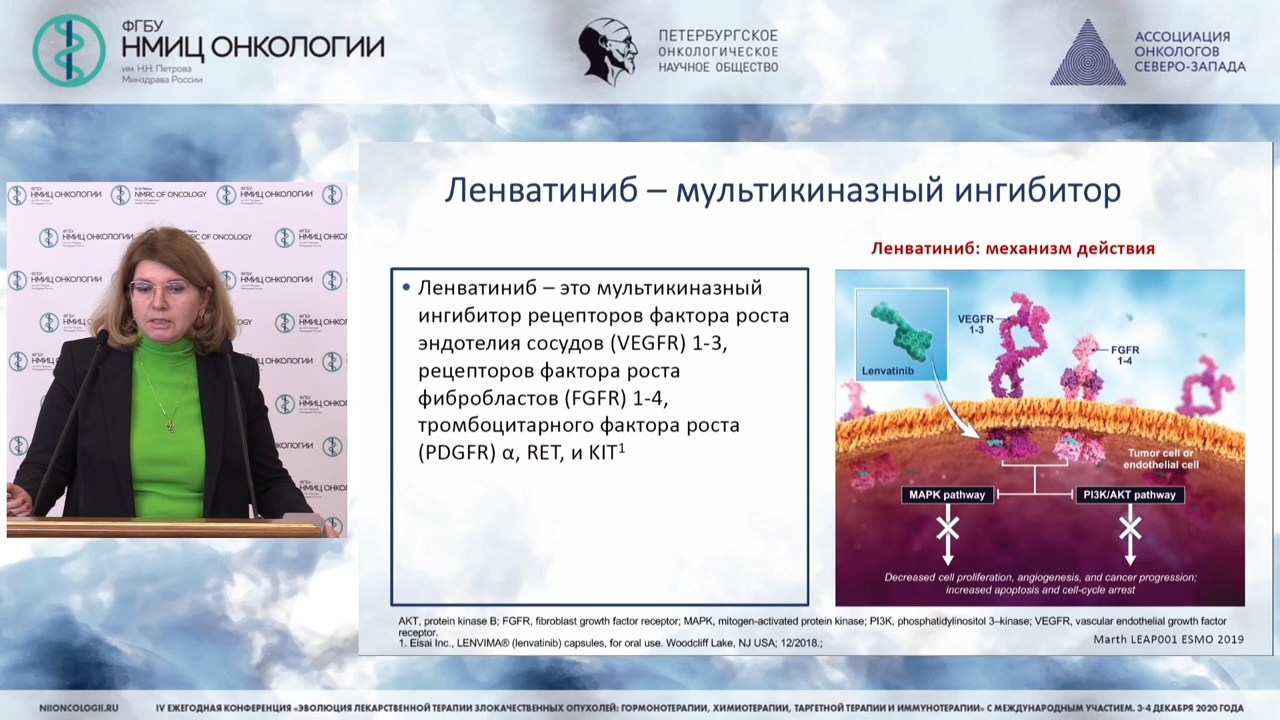 ФГБУ
НМИЦ ОНКОЛОГИИ
им. Н.Н. Петрова
Минздрава России
ПЕТЕРБУРГСКОЕ
ОНКОЛОГИЧЕСКОЕ
НАУЧНОЕ ОБЩЕСТВО
АССОЦИАЦИЯ
ОНКОЛОГОВ
СЕВЕРО-ЗАПАДА
НМИЦ ОНКОЛОГИИ
NMRC OF ONCOLOGY
НМИЦ ОНКОЛОГИИ
Ленватиниб – мультикиназный ингибитор
Ленватиниб: механизм действия
• Ленватиниб – это мультикиназный
ингибитор рецепторов фактора роста
эндотелия сосудов (VEGFR) 1-3,
рецепторов фактора роста
фибробластов (FGFR) 1-4,
тромбоцитарного фактора роста
(PDGFR) α, RET, и KIT¹
Lenvatinib
VEGFR
1-3
FGFR
1-4
Tumor cell or
endothelial cell
MAPK pathway
PI3K/AKT pathway
Decreased cell proliferation, angiogenesis, and cancer progression;
increased apoptosis and cell-cycle arrest
AKT, protein kinase B; FGFR, fibroblast growth factor receptor; MAPK, mitogen-activated protein kinase; PI3K, phosphatidylinositol 3–kinase; VEGFR, vascular endothelial growth factor
receptor.
1. Eisai Inc., LENVIMA® (lenvatinib) capsules, for oral use. Woodcliff Lake, NJ USA; 12/2018.;
Marth LEAP001 ESMO 2019
NIIONCOLOGII.RU
IV ЕЖЕГОДНАЯ КОНФЕРЕНЦИЯ «ЭВОЛЮЦИЯ ЛЕКАРСТВЕННОЙ ТЕРАПИИ ЗЛОКАЧЕСТВЕННЫХ ОПУХОЛЕЙ: ГОРМОНОТЕРАПИИ, ХИМИОТЕРАПИИ, ТАРГЕТНОЙ ТЕРАПИИ И ИММУНОТЕРАПИИ» С МЕЖДУНАРОДНЫМ УЧАСТИЕМ. 3-4 ДЕКАБРЯ 2020 ГОДА